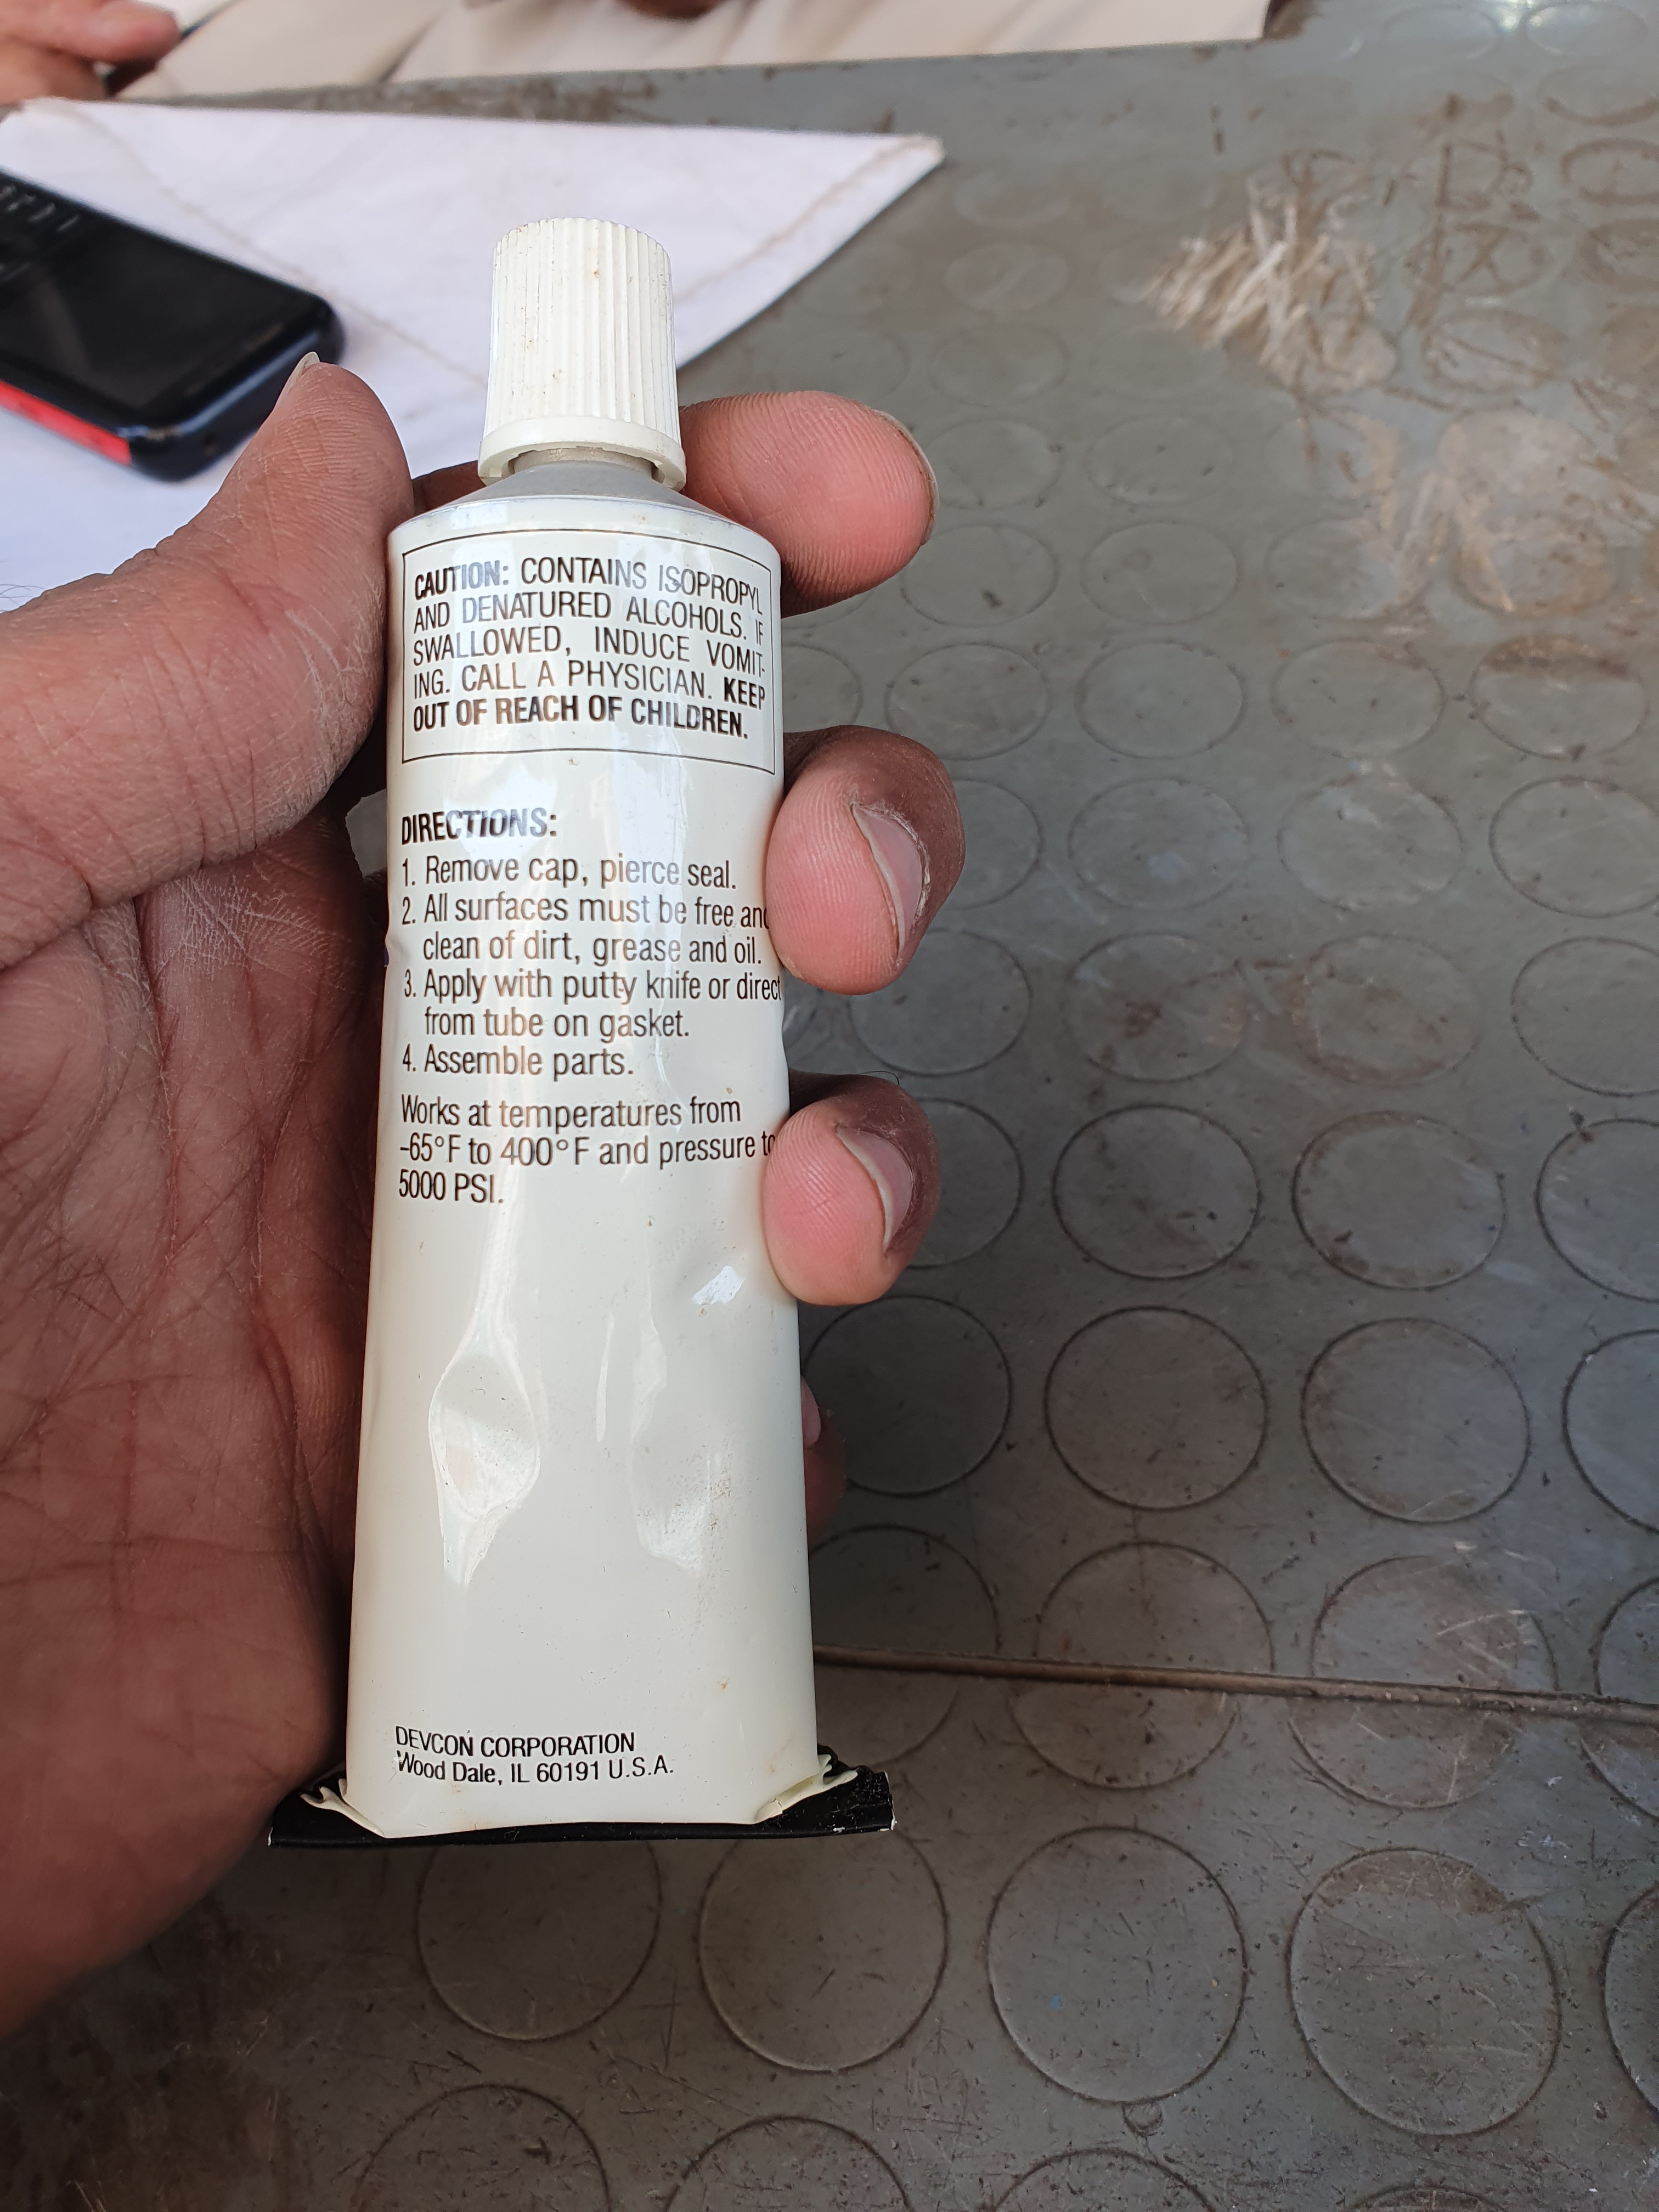 CAUTION: CONTAINS ISOPROPYL
AND DENATURED ALCOHOLS. IF
SWALLOWED, INDUCE VOMIT-
ING. CALL A PHYSICIAN. KEEP
OUT OF REACH OF CHILDREN.
DIRECTIONS:
1. Remove cap, pierce seal.
2. All surfaces must be free and
clean of dirt, grease and oil.
3. Apply with putty knife or direct
from tube on gasket.
4. Assemble parts.
Works at temperatures from
-65°F to 400°F and pressure to
5000 PSI.
DEVCON CORPORATION
Wood Dale, IL 60191 U.S.A.